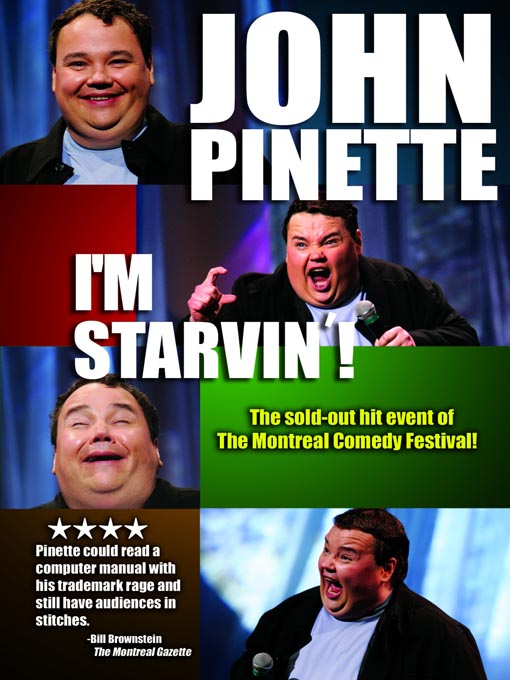 JOHN
PINETTE
I'M
STARVIN´!
The sold-out hit event of
The Montreal Comedy Festival!
★★★★
Pinette could read a
computer manual with
his trademark rage and
still have audiences in
stitches.
-Bill Brownstein
The Montreal Gazette